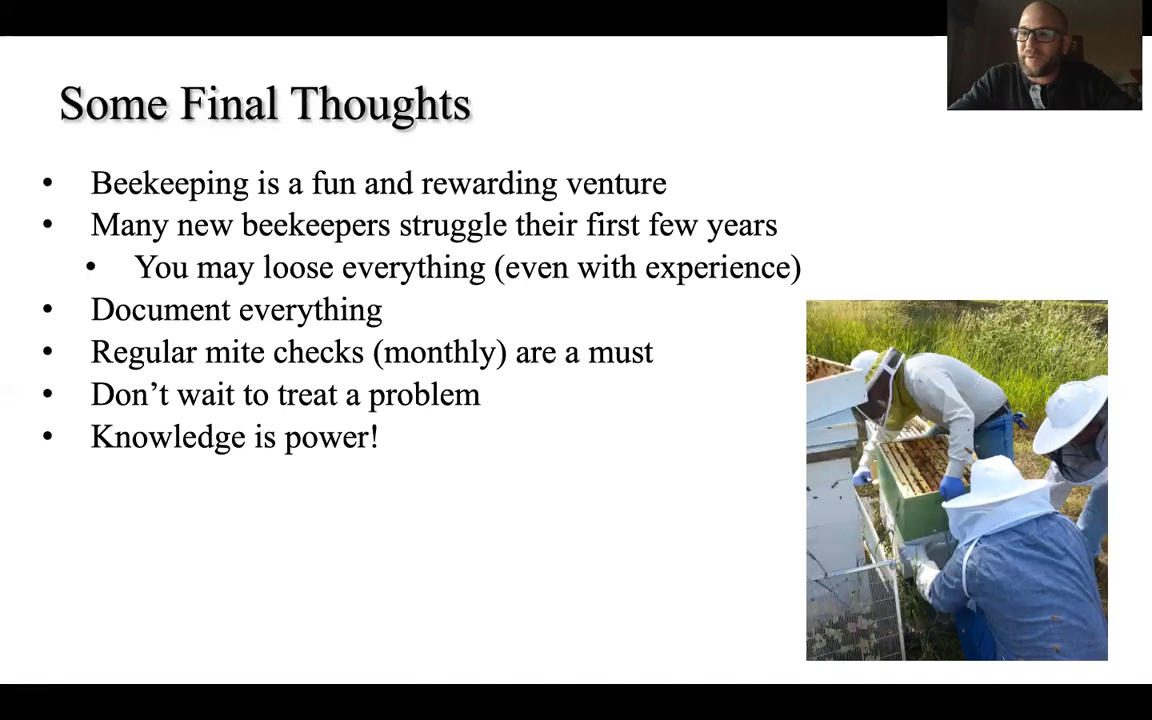 Some Final Thoughts
• Beekeeping is a fun and rewarding venture
• Many new beekeepers struggle their first few years
• You may loose everything (even with experience)
• Document everything
• Regular mite checks (monthly) are a must
• Don’t wait to treat a problem
• Knowledge is power!